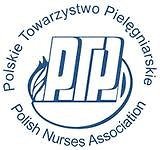 Polskie Towarzystwo Pielęgniarskie
PTP
Polish Nurses Association